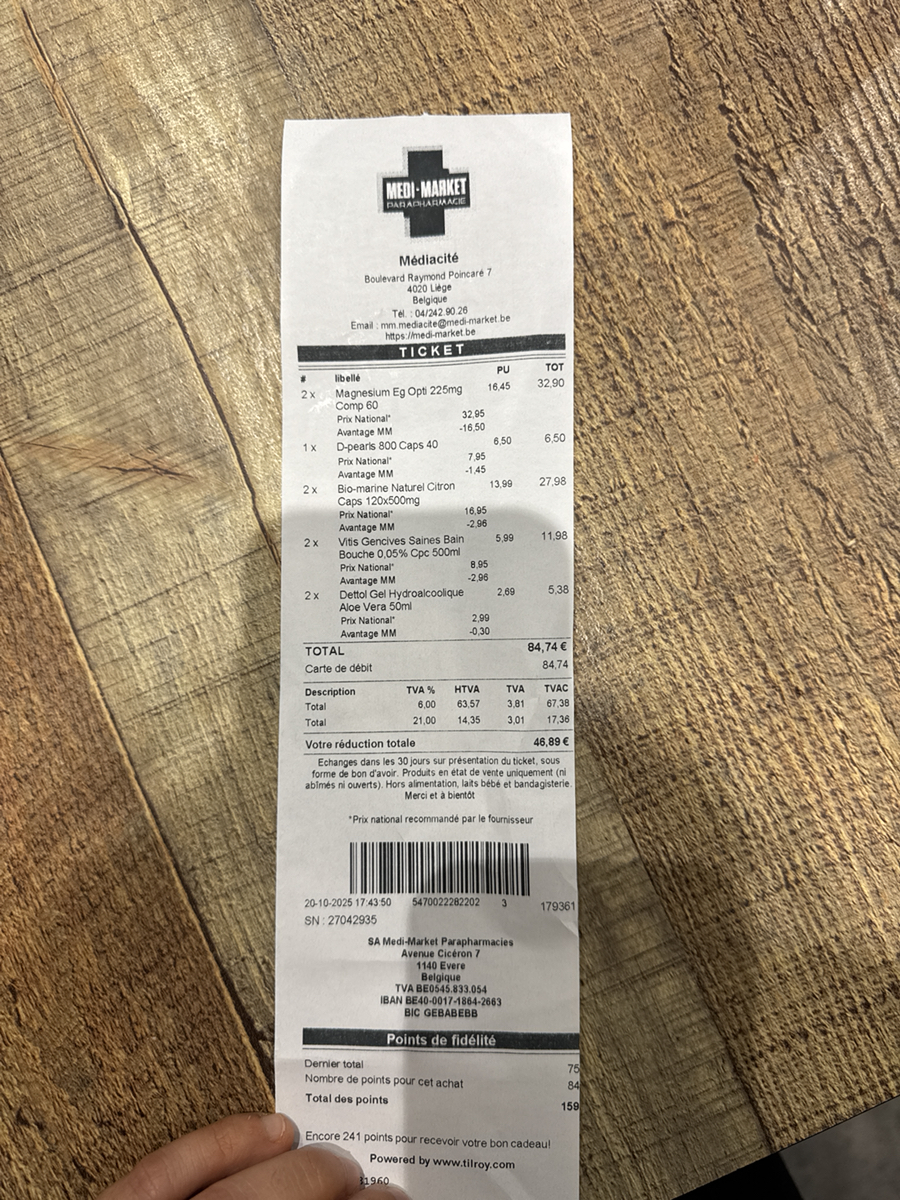 MEDI-MARKET
PARAPHARMACIE
Médiacité
Boulevard Raymond Poincaré 7
4020 Liège
Belgique
Tél. : 04/242.90.26
Email : mm.mediacite@medi-market.be
https://medi-market.be
TICKET
# libellé PU TOT
2 x Magnesium Eg Opti 225mg 16,45 32,90
Comp 60
Prix National* 32,95
Avantage MM -16,50
1 x D-pearls 800 Caps 40 6,50 6,50
Prix National* 7,95
Avantage MM -1,45
2 x Bio-marine Naturel Citron 13,99 27,98
Caps 120x500mg
Prix National* 16,95
Avantage MM -2,96
2 x Vitis Gencives Saines Bain 5,99 11,98
Bouche 0,05% Cpc 500ml
Prix National* 8,95
Avantage MM -2,96
2 x Dettol Gel Hydroalcoolique 2,69 5,38
Aloe Vera 50ml
Prix National* 2,99
Avantage MM -0,30
TOTAL 84,74 €
Carte de débit 84,74
Description TVA % HTVA TVA TVAC
Total 6,00 63,57 3,81 67,38
Total 21,00 14,35 3,01 17,36
Votre réduction totale 46,89 €
Echanges dans les 30 jours sur présentation du ticket, sous
forme de bon d'avoir. Produits en état de vente uniquement (ni
abîmés ni ouverts). Hors alimentation, laits bébé et bandagisterie.
Merci et à bientôt
*Prix national recommandé par le fournisseur
20-10-2025 17:43:50 5470022282202 3 179361
SN : 27042935
SA Medi-Market Parapharmacies
Avenue Cicéron 7
1140 Evere
Belgique
TVA BE0545.833.054
IBAN BE40-0017-1864-2663
BIC GEBABEBB
Points de fidélité
Dernier total 75
Nombre de points pour cet achat 84
Total des points 159
Encore 241 points pour recevoir votre bon cadeau!
Powered by www.tilroy.com